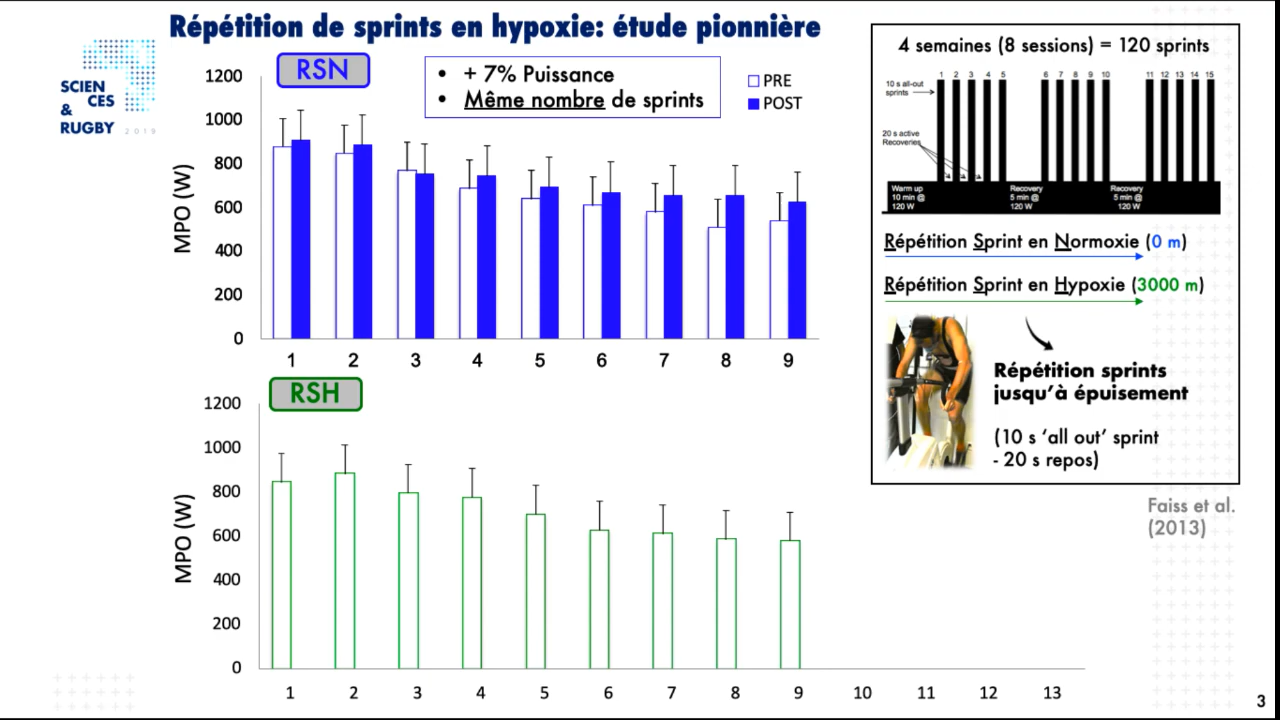 Répétition de sprints en hypoxie: étude pionnière
SCIEN
CES
&
RUGBY 2019
RSN
• + 7% Puissance
• Même nombre de sprints
PRE
POST
MPO (W)
1200
1000
800
600
400
200
0
1 2 3 4 5 6 7 8 9
RSH
MPO (W)
1200
1000
800
600
400
200
0
1 2 3 4 5 6 7 8 9 10 11 12 13
4 semaines (8 sessions) = 120 sprints
1 2 3 4 5 6 7 8 9 10 11 12 13 14 15
10 s all-out
sprints
20 s active
Recoveries
Warm up
10 min @
120 W
Recovery
5 min @
120 W
Recovery
5 min @
120 W
Répétition Sprint en Normoxie (0 m)
Répétition Sprint en Hypoxie (3000 m)
Répétition sprints
jusqu'à épuisement
(10 s ‘all out’ sprint
- 20 s repos)
Faiss et al.
(2013)
3